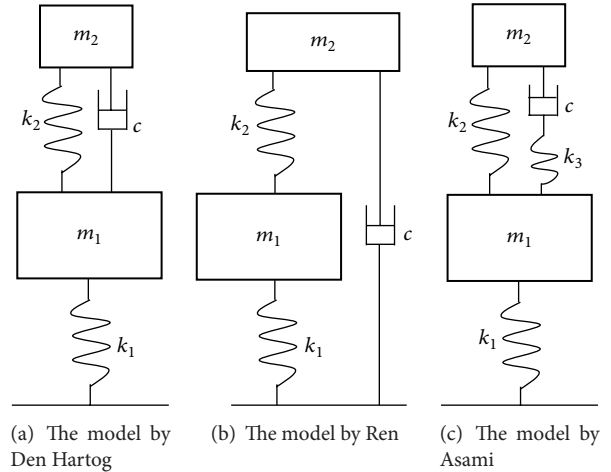 m₂
k₂
c
m₁
k₁
(a) The model by
Den Hartog
m₂
k₂
m₁
c
k₁
(b) The model by Ren
m₂
c
k₂
k₃
m₁
k₁
(c) The model by
Asami